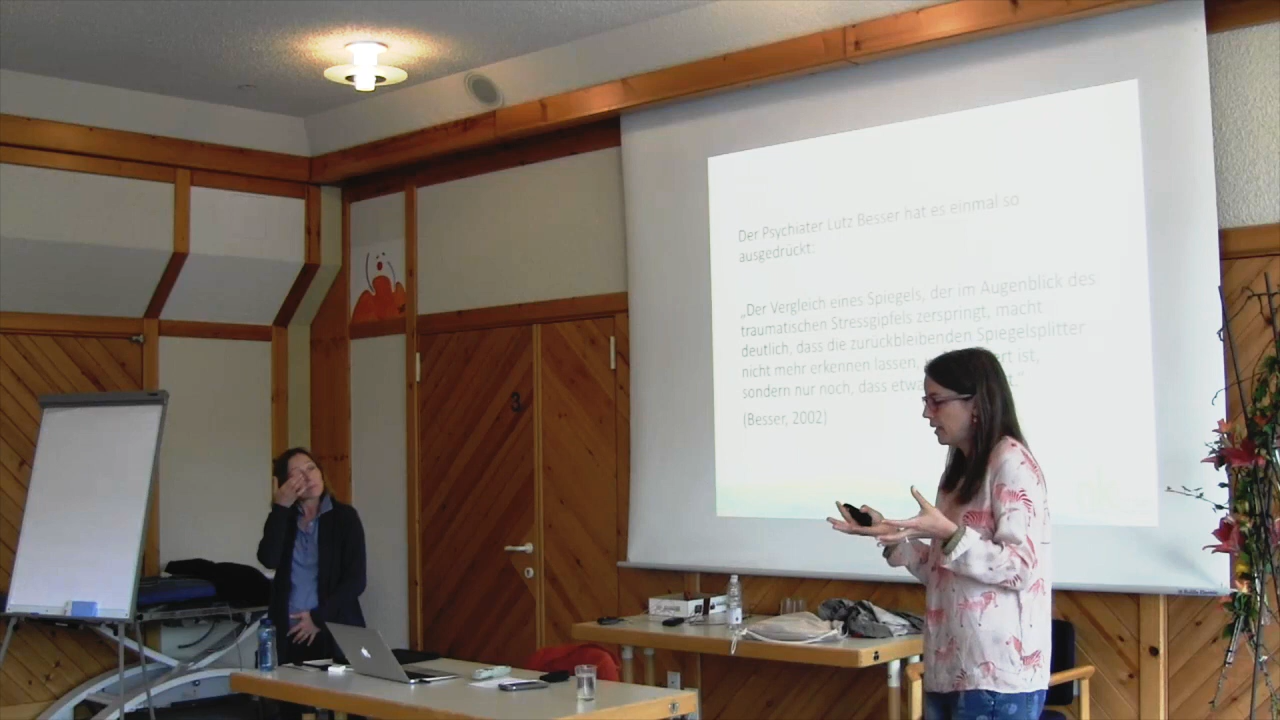 Der Psychiater Lutz Besser hat es einmal so
ausgedrückt:
„Der Vergleich eines Spiegels, der im Augenblick des
traumatischen Stressgipfels zerspringt, macht
deutlich, dass die zurückbleibenden Spiegelsplitter
nicht mehr erkennen lassen,
sondern nur noch, dass
(Besser, 2002)
3